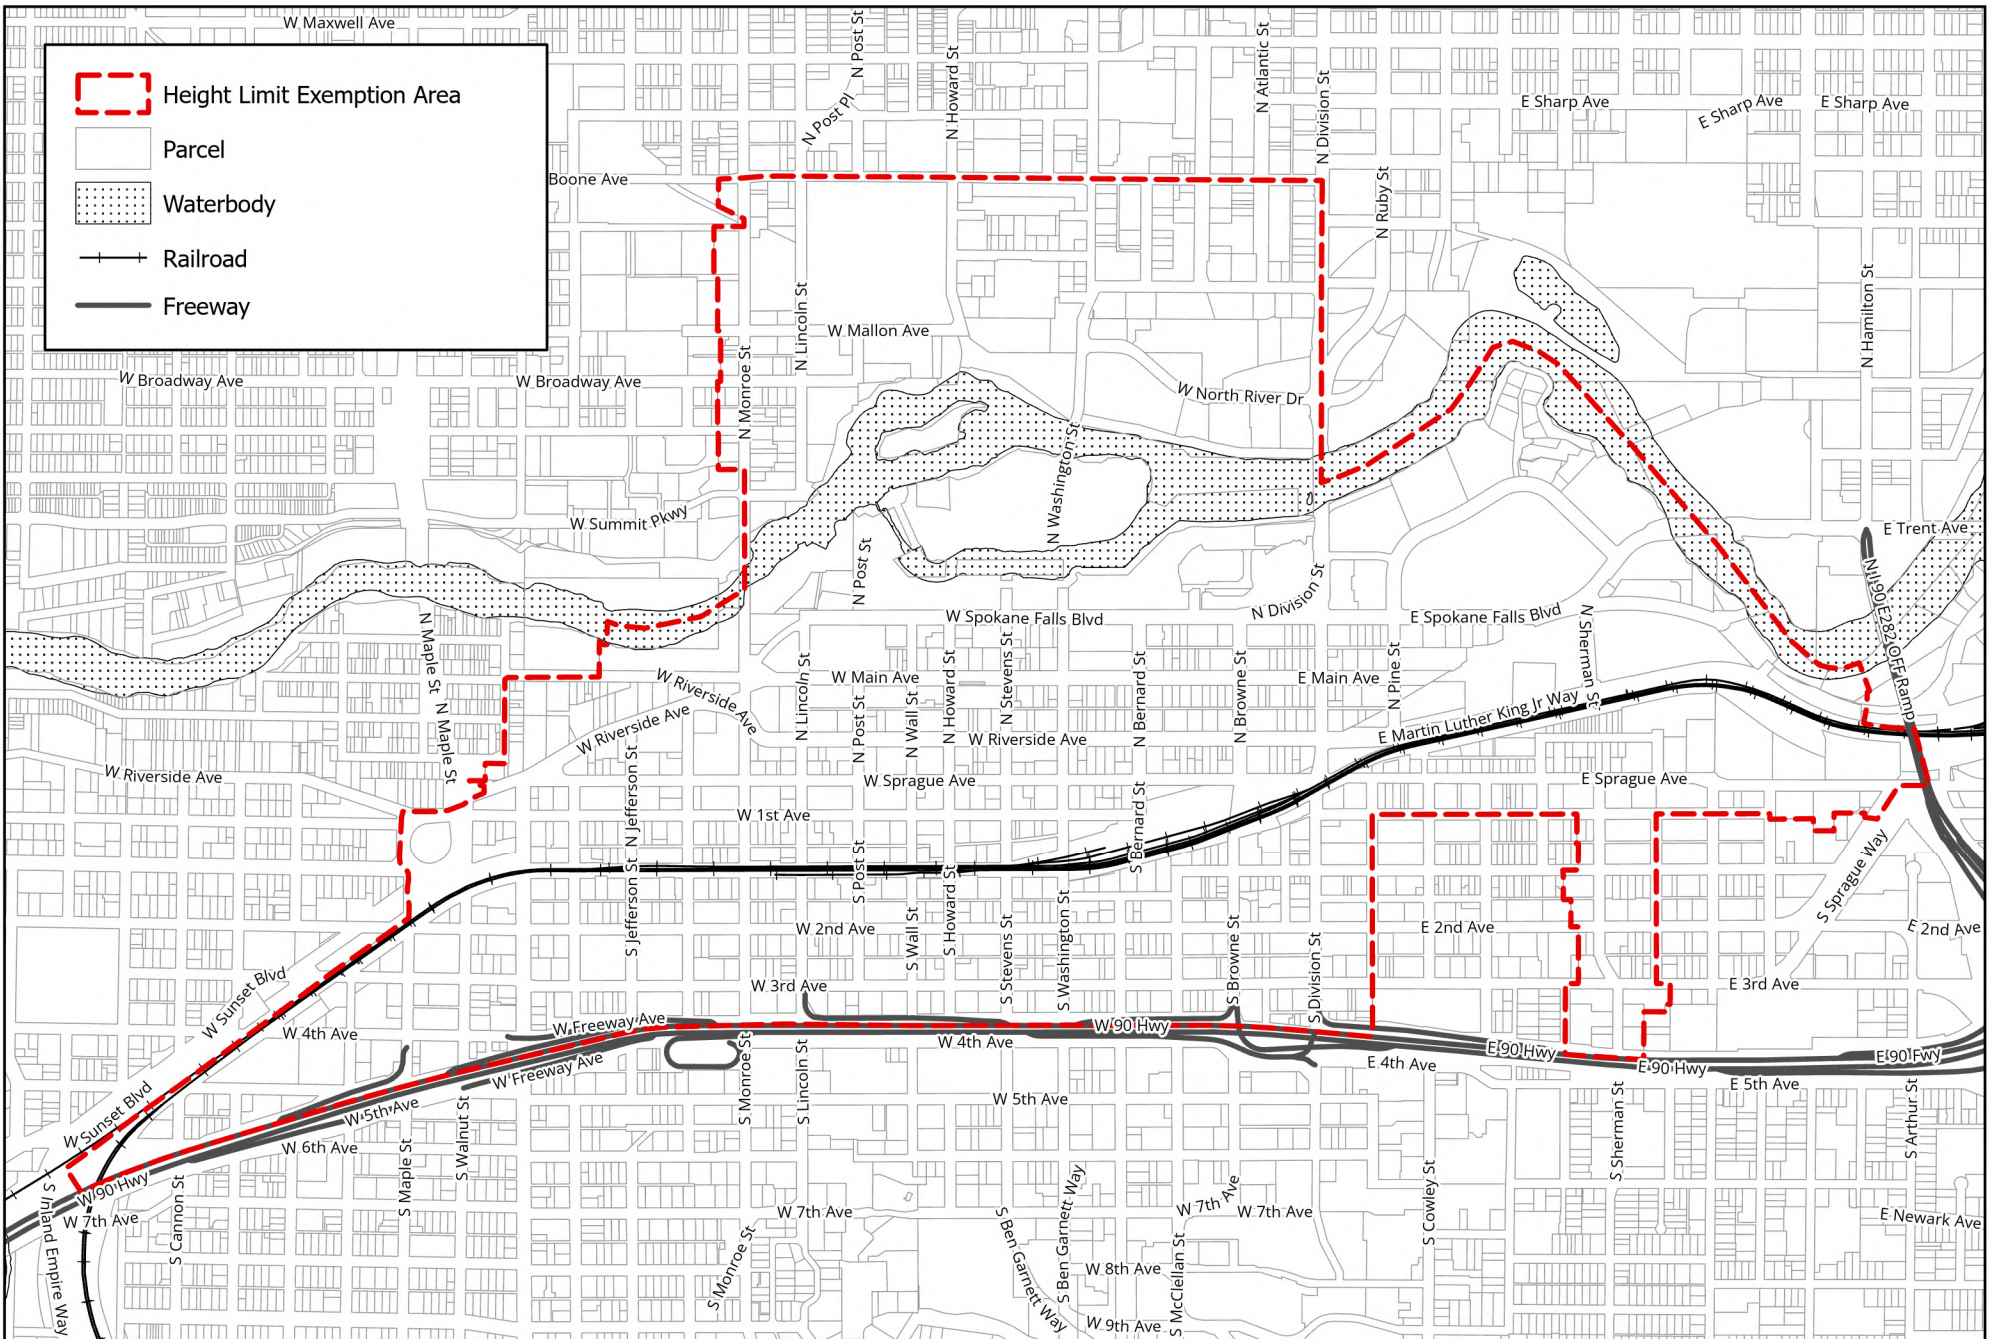 W Maxwell Ave
N Post St
N Howard St
N Atlantic St
N Division St
E Sharp Ave
E Sharp Ave
E Sharp Ave
N Post Pl
Height Limit Exemption Area
Parcel
Waterbody
Railroad
Freeway
Boone Ave
N Ruby St
N Lincoln St
W Mallon Ave
N Hamilton St
W Broadway Ave
W Broadway Ave
N Monroe St
W North River Dr
N Washington St
W Summit Pkwy
E Trent Ave
N Post St
N Division St
N I-90 E282 OFF Ramp
W Spokane Falls Blvd
E Spokane Falls Blvd
N Sherman St
N Maple St
N Maple St
W Riverside Ave
W Riverside Ave
N Lincoln St
W Main Ave
N Post St
N Wall St
N Howard St
N Stevens St
N Bernard St
N Browne St
E Main Ave
N Pine St
E Martin Luther King Jr Way
W Riverside Ave
W Riverside Ave
W Sprague Ave
E Sprague Ave
N Jefferson St
W 1st Ave
S Bernard St
S Jefferson St
S Post St
S Howard St
S Sprague Way
W 2nd Ave
S Wall St
S Stevens St
S Washington St
S Browne St
S Division St
E 2nd Ave
E 2nd Ave
W Sunset Blvd
W 3rd Ave
E 3rd Ave
W 4th Ave
W Freeway Ave
W 90 Hwy
W 4th Ave
E 90 Hwy
E 90 Hwy
E 90 Fwy
W Freeway Ave
S Monroe St
S Lincoln St
E 4th Ave
E 5th Ave
W Sunset Blvd
W 5th Ave
W 5th Ave
W 6th Ave
S Walnut St
S Maple St
S Sherman St
S Arthur St
W 90 Hwy
W 7th Ave
S Cannon St
S Inland Empire Way
W 7th Ave
S Monroe St
S Ben Garnett Way
S Ben Garnett Way
W 7th Ave
W 7th Ave
S Cowley St
E Newark Ave
W 8th Ave
S McClellan St
W 9th Ave